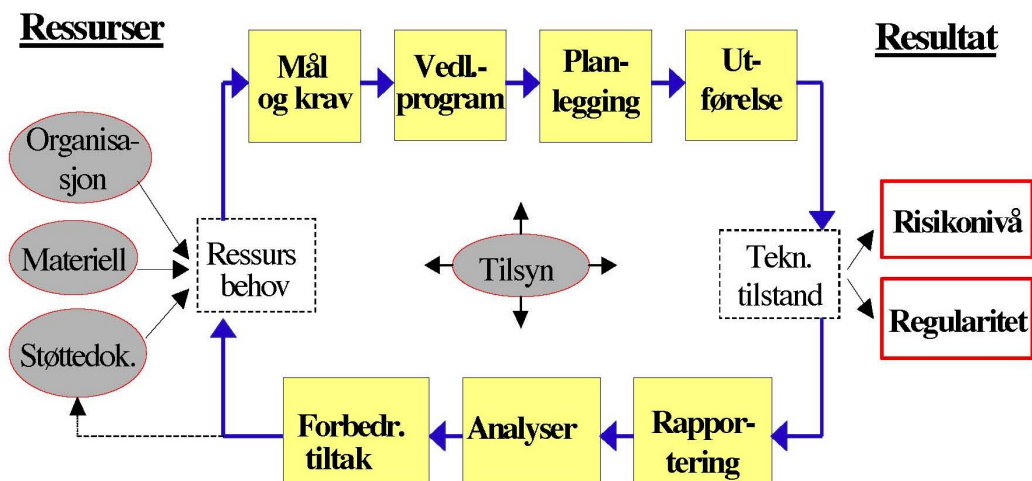 Ressurser
Resultat
Mål
og krav
Vedl.-
program
Plan-
legging
Ut-
førelse
Organisa-
sjon
Materiell
Støttedok.
Ressurs
behov
Tilsyn
Tekn.
tilstand
Risikonivå
Regularitet
Forbedr.
tiltak
Analyser
Rappor-
tering